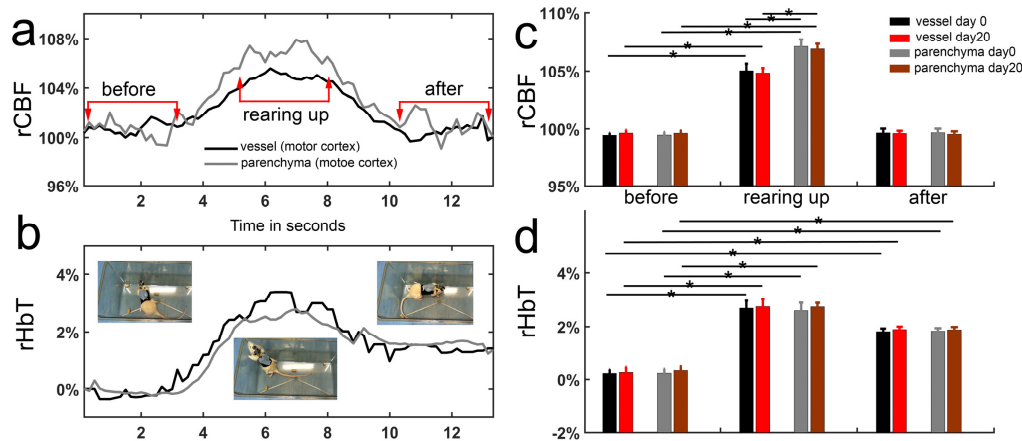 a
rCBF
108%
104%
100%
96%
before
rearing up
after
vessel (motor cortex)
parenchyma (motoe cortex)
2 4 6 8 10 12
Time in seconds
b
rHbT
4%
2%
0%
2 4 6 8 10 12
c
rCBF
110%
105%
100%
95%
* * * * * *
vessel day 0
vessel day20
parenchyma day0
parenchyma day20
before rearing up after
d
rHbT
4%
2%
0%
-2%
* * * * * * * *